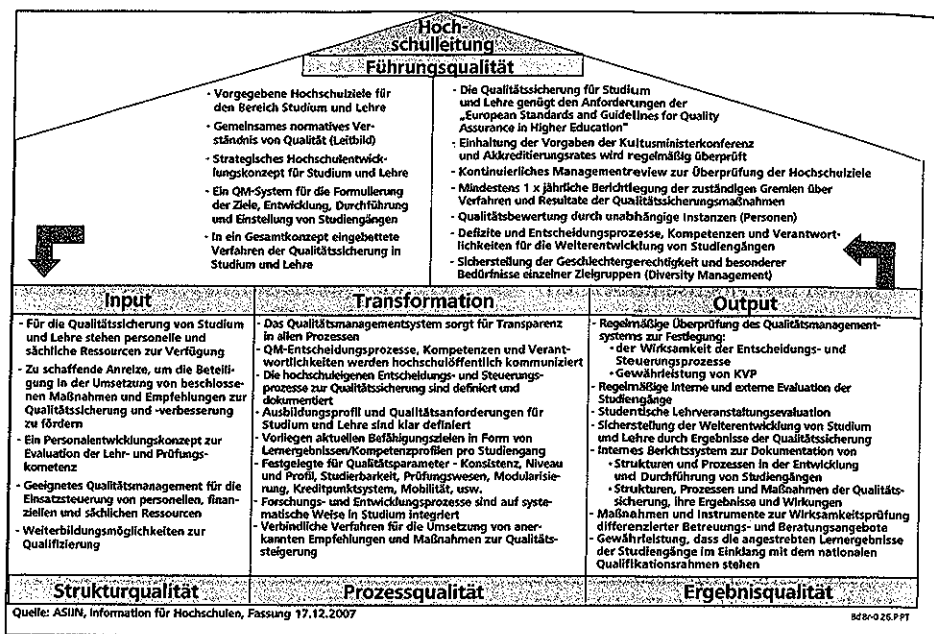 Hoch-
schulleitung
Führungsqualität
- Vorgegebene Hochschulziele für
den Bereich Studium und Lehre
- Gemeinsames normatives Ver-
ständnis von Qualität (Leitbild)
- Strategisches Hochschulentwick-
lungskonzept für Studium und Lehre
- Ein QM-System für die Formulierung
der Ziele, Entwicklung, Durchführung
und Einstellung von Studiengängen
- In ein Gesamtkonzept eingebettete
Verfahren der Qualitätssicherung in
Studium und Lehre
- Die Qualitätssicherung für Studium
und Lehre genügt den Anforderungen der
„European Standards and Guidelines for Quality
Assurance in Higher Education"
- Einhaltung der Vorgaben der Kultusministerkonferenz
und Akkreditierungsrates wird regelmäßig überprüft
- Kontinuierliches Managementreview zur Überprüfung der Hochschulziele
- Mindestens 1 x jährliche Berichtlegung der zuständigen Gremien über
Verfahren und Resultate der Qualitätssicherungsmaßnahmen
- Qualitätsbewertung durch unabhängige Instanzen (Personen)
- Defizite und Entscheidungsprozesse, Kompetenzen und Verantwort-
lichkeiten für die Weiterentwicklung von Studiengängen
- Sicherstellung der Geschlechtergerechtigkeit und besonderer
Bedürfnisse einzelner Zielgruppen (Diversity Management)
Input
- Für die Qualitätssicherung von Studium
und Lehre stehen personelle und
sächliche Ressourcen zur Verfügung
- Zu schaffende Anreize, um die Beteili-
gung in der Umsetzung von beschlosse-
nen Maßnahmen und Empfehlungen zur
Qualitätssicherung und -verbesserung
zu fördern
- Ein Personalentwicklungskonzept zur
Evaluation der Lehr- und Prüfungs-
kometenz
- Geeignetes Qualitätsmanagement für die
Einsatzsteuerung von personellen, finan-
ziellen und sächlichen Ressourcen
- Weiterbildungsmöglichkeiten zur
Qualifizierung
Strukturqualität
Transformation
- Das Qualitätsmanagementsystem sorgt für Transparenz
in allen Prozessen
- QM-Entscheidungsprozesse, Kompetenzen und Verant-
wortlichkeiten werden hochschulöffentlich kommuniziert
- Die hochschuleigenen Entscheidungs- und Steuerungs-
prozesse zur Qualitätssicherung sind definiert und
dokumentiert
- Ausbildungsprofil und Qualitätsanforderungen für
Studium und Lehre sind klar definiert
- Vorliegen aktuellen Befähigungszielen in Form von
Lernergebnissen/Kompetenzprofilen pro Studiengang
- Festgelegte für Qualitätsparameter - Konsistenz, Niveau
und Profil, Studierbarkeit, Prüfungswesen, Modularisie-
rung, Kreditpunktsystem, Mobilität, usw.
- Forschungs- und Entwicklungsprozesse sind auf syste-
matische Weise in Studium integriert
- Verbindliche Verfahren für die Umsetzung von aner-
kannten Empfehlungen und Maßnahmen zur Qualitäts-
steigerung
Prozessqualität
Output
- Regelmäßige Überprüfung des Qualitätsmanagement-
systems zur Festlegung:
• der Wirksamkeit der Entscheidungs- und
Steuerungsprozesse
• Gewährleistung von KVP
- Regelmäßige Interne und externe Evaluation der
Studiengänge
- Studentische Lehrveranstaltungsevaluation
- Sicherstellung der Weiterentwicklung von Studium
und Lehre durch Ergebnisse der Qualitätssicherung
- Internes Berichtssystem zur Dokumentation von
• Strukturen und Prozessen in der Entwicklung
und Durchführung von Studiengängen
• Strukturen, Prozessen und Maßnahmen der Qualitäts-
sicherung, ihre Ergebnisse und Wirkungen
- Maßnahmen und Instrumente zur Wirksamkeitsprüfung
differenzierter Betreuungs- und Beratungsangebote
- Gewährleistung, dass die angestrebten Lernergebnisse
der Studiengänge im Einklang mit dem nationalen
Qualifikationsrahmen stehen
Ergebnisqualität
Quelle: ASIIN, Information für Hochschulen, Fassung 17.12.2007
Bd8r-026.PPT